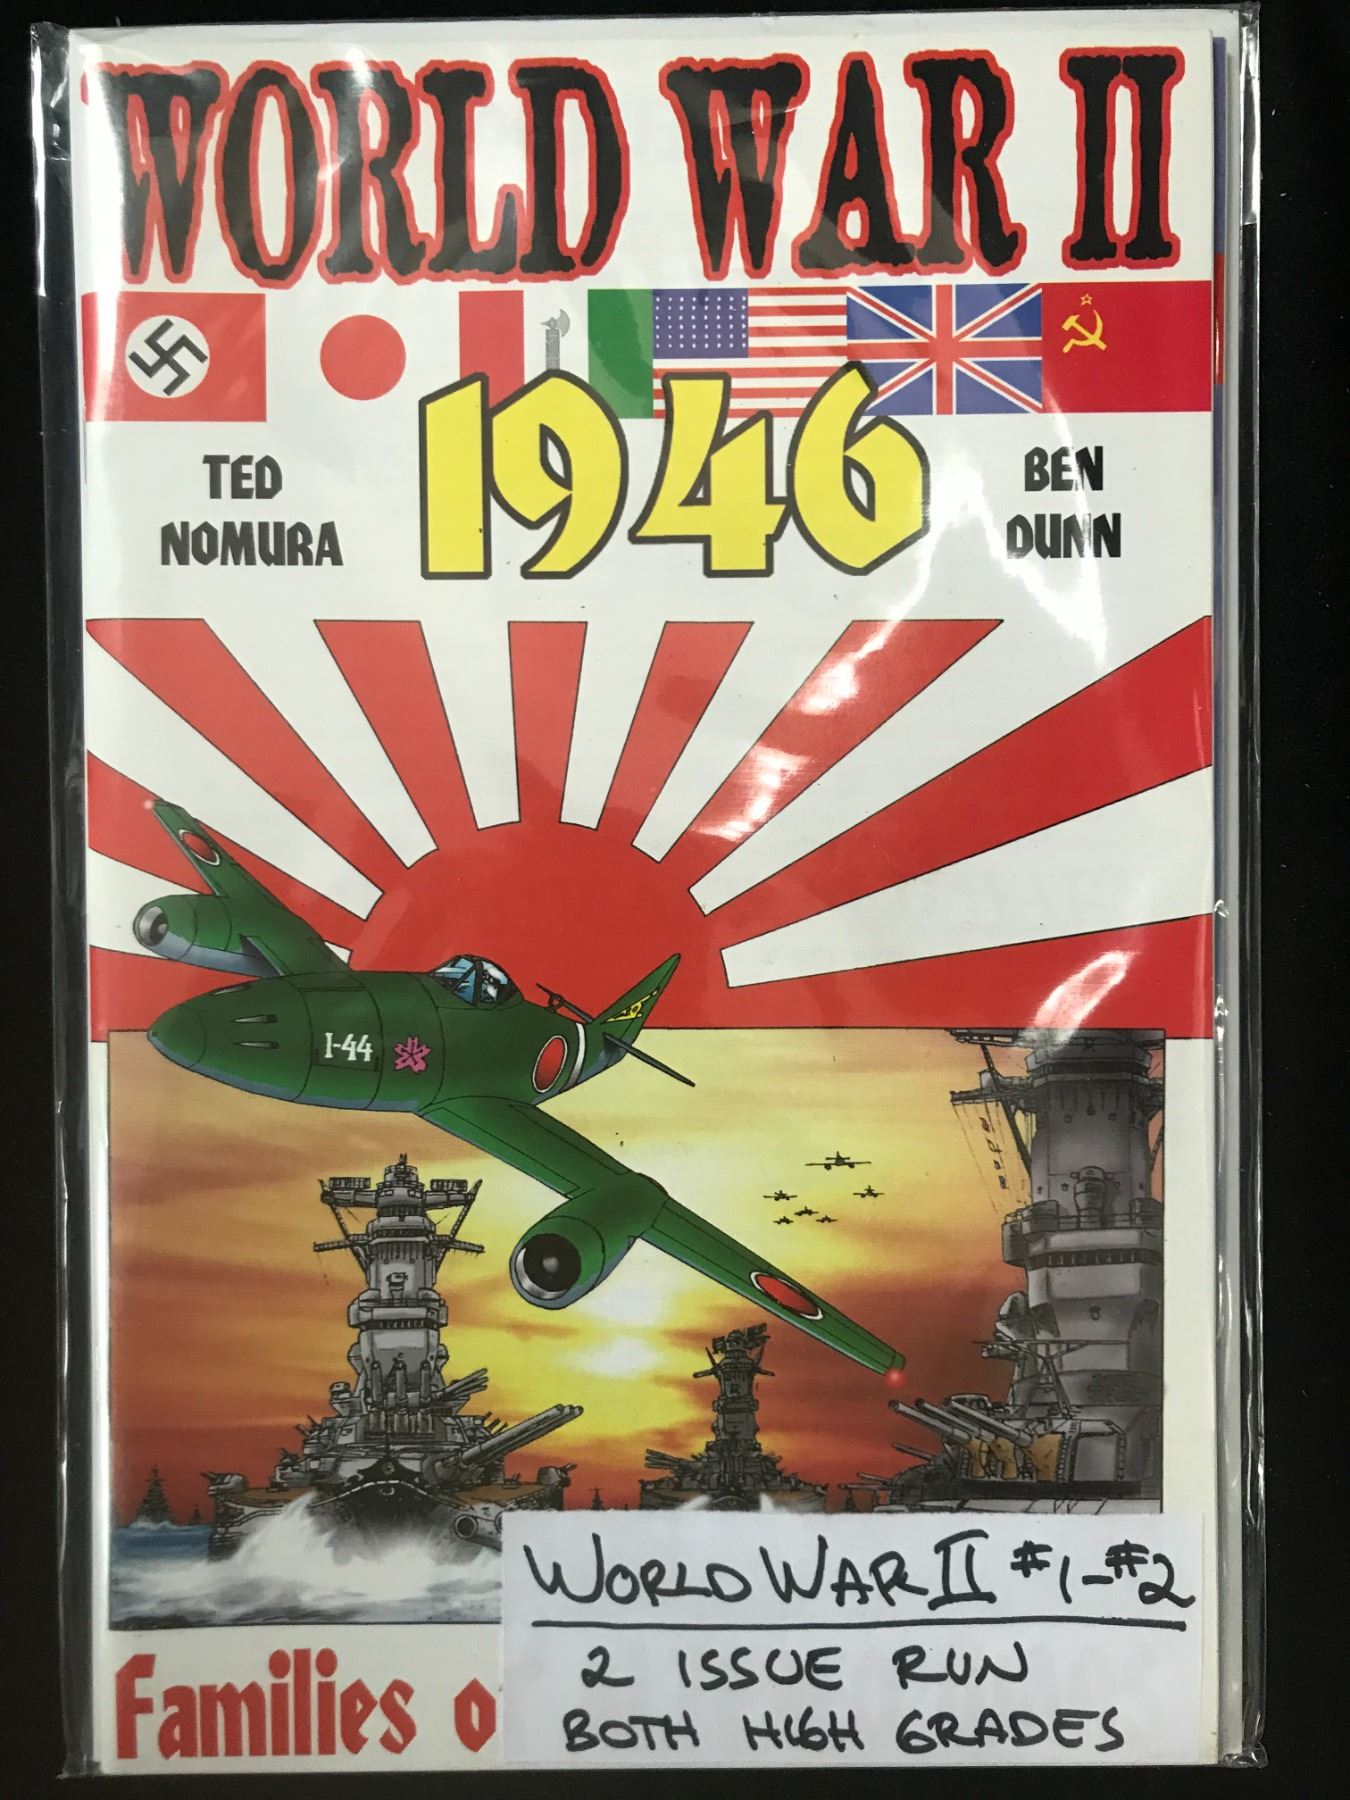 WORLD WAR II
1946
TED
NOMURA
BEN
DUNN
I-44
Families o
WORLD WAR II #1-#2
2 ISSUE RUN
BOTH HIGH GRADES